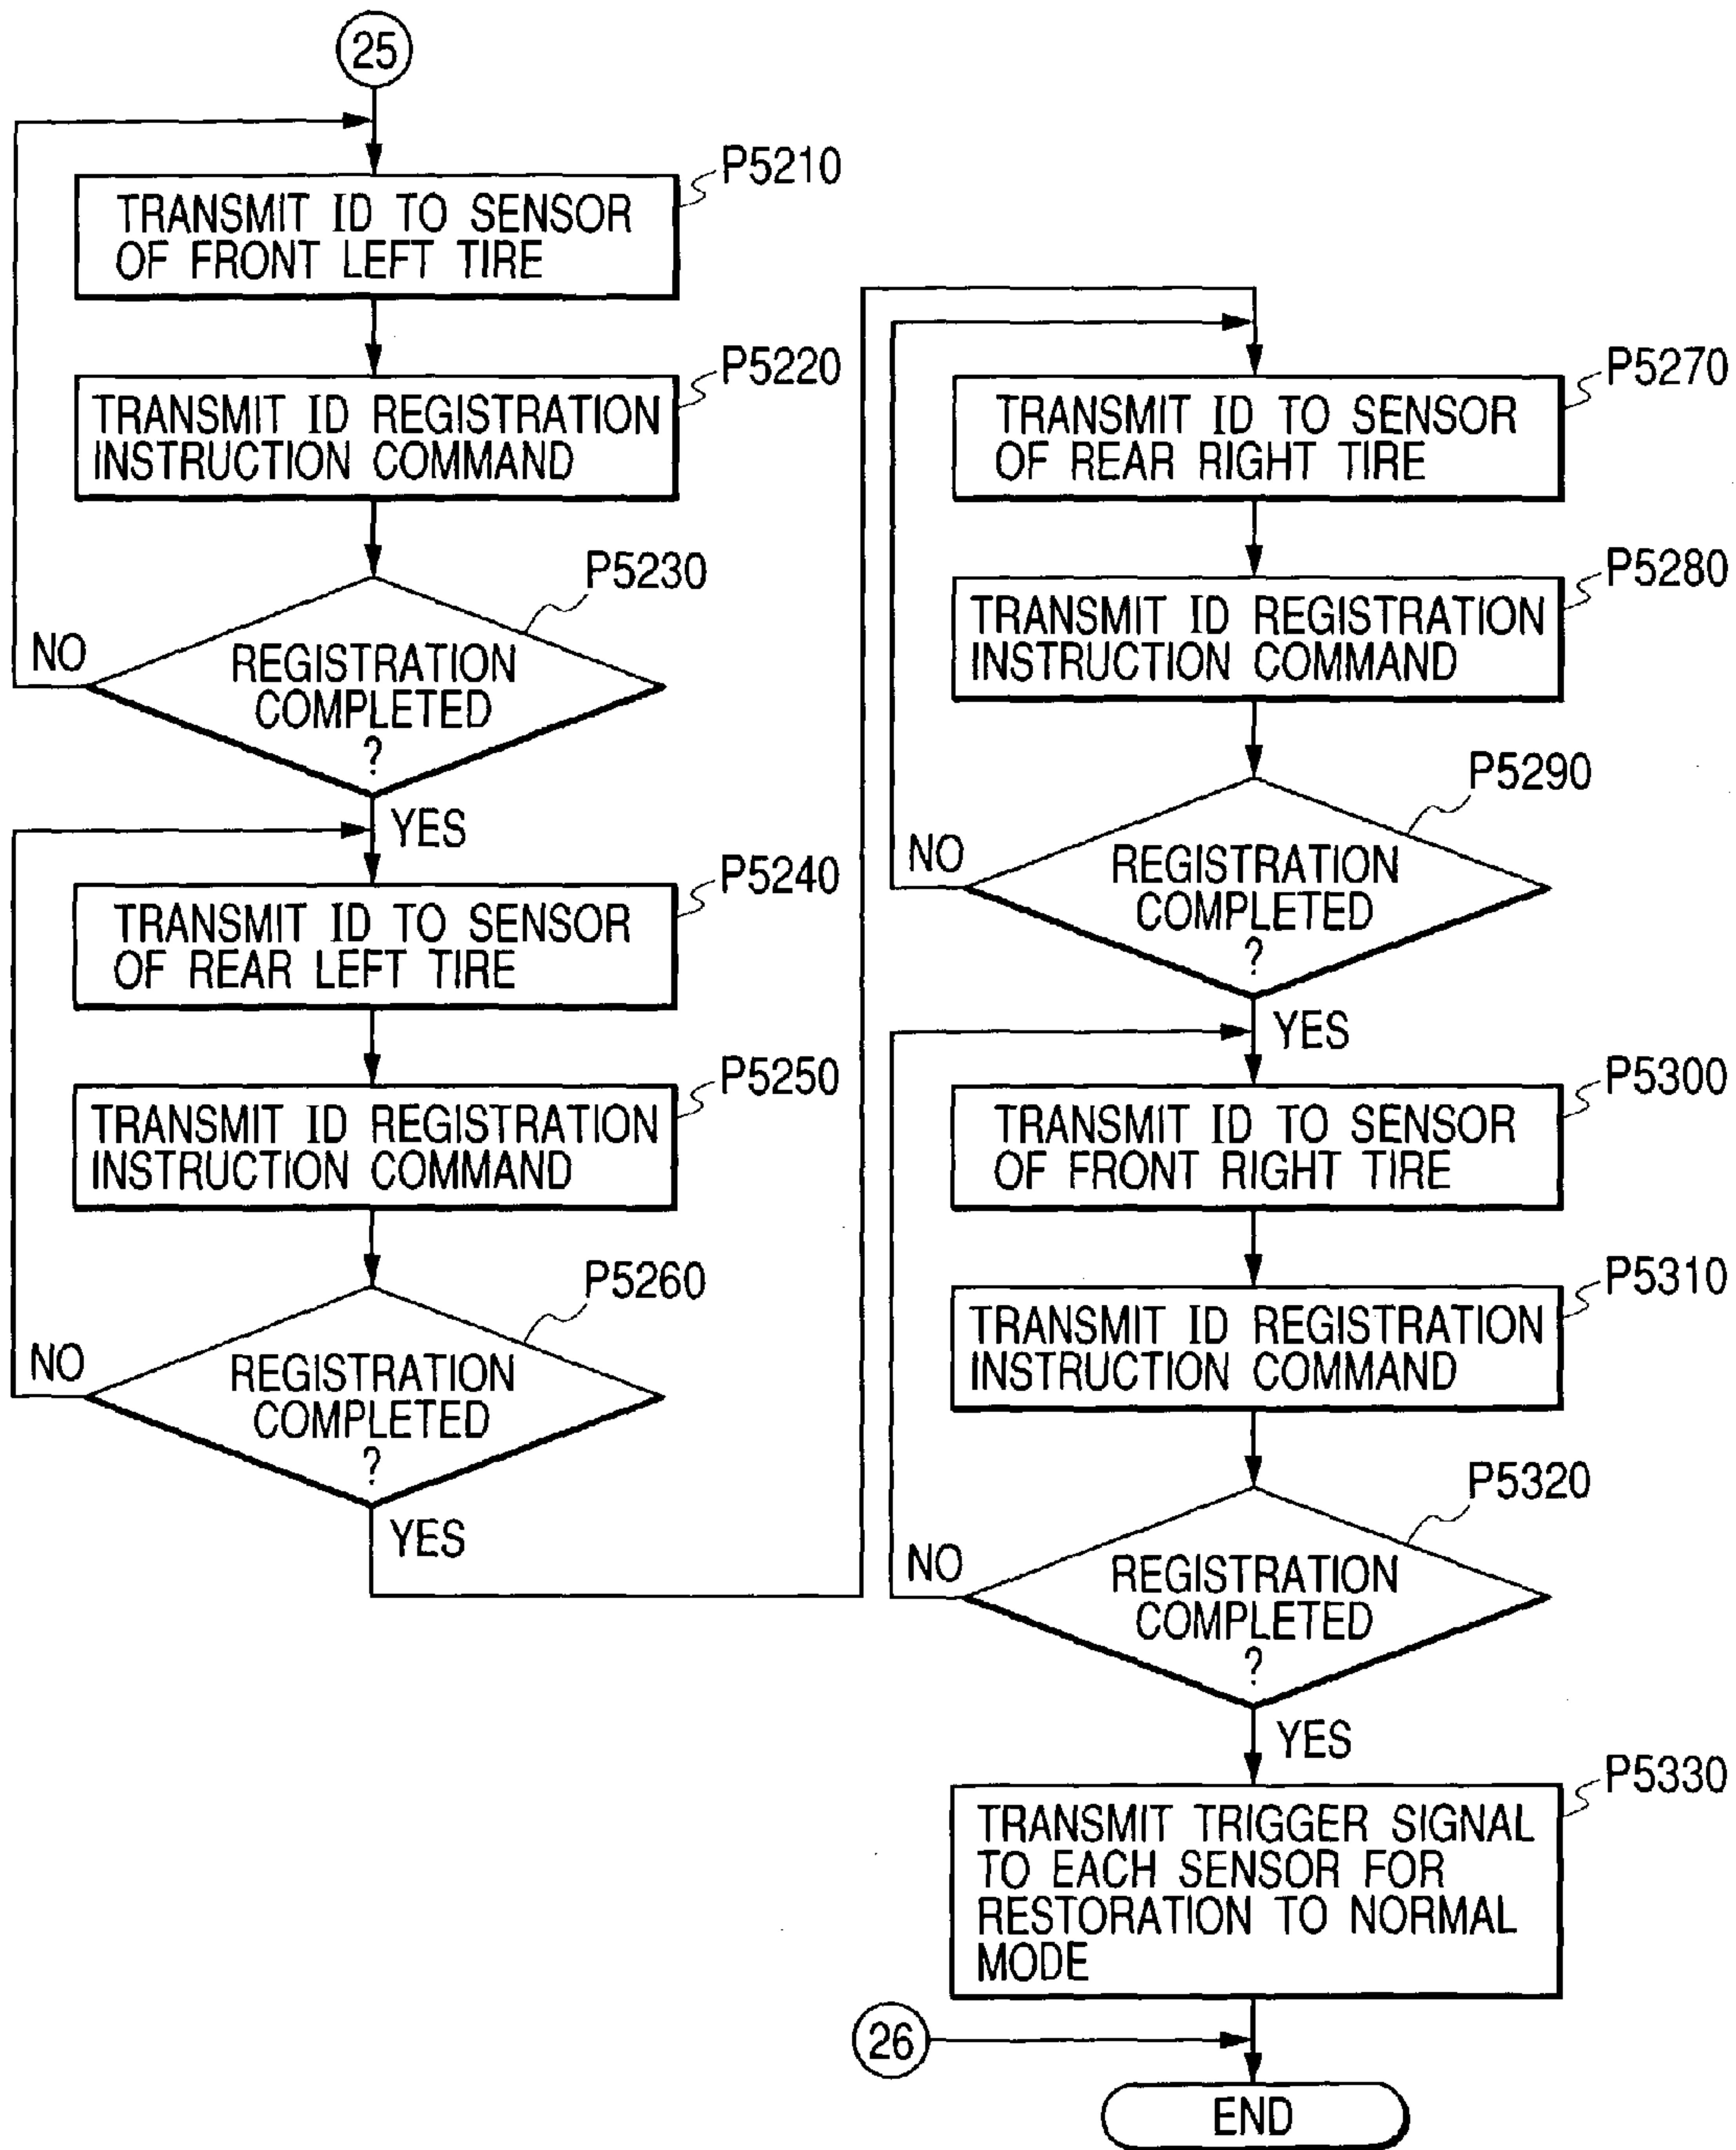 25
P5210
TRANSMIT ID TO SENSOR
OF FRONT LEFT TIRE
P5220
TRANSMIT ID REGISTRATION
INSTRUCTION COMMAND
P5230
NO
REGISTRATION
COMPLETED
?
YES
P5240
TRANSMIT ID TO SENSOR
OF REAR LEFT TIRE
P5250
TRANSMIT ID REGISTRATION
INSTRUCTION COMMAND
P5260
NO
REGISTRATION
COMPLETED
?
YES
P5270
TRANSMIT ID TO SENSOR
OF REAR RIGHT TIRE
P5280
TRANSMIT ID REGISTRATION
INSTRUCTION COMMAND
P5290
NO
REGISTRATION
COMPLETED
?
YES
P5300
TRANSMIT ID TO SENSOR
OF FRONT RIGHT TIRE
P5310
TRANSMIT ID REGISTRATION
INSTRUCTION COMMAND
P5320
NO
REGISTRATION
COMPLETED
?
YES
P5330
TRANSMIT TRIGGER SIGNAL
TO EACH SENSOR FOR
RESTORATION TO NORMAL
MODE
26
END